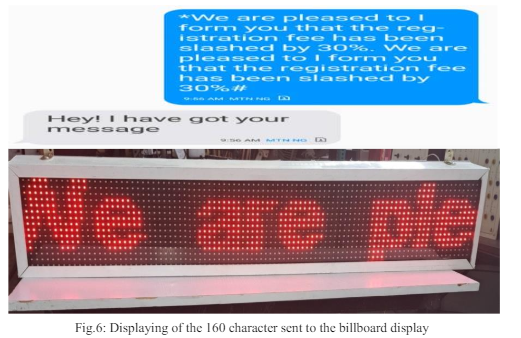 *We are pleased to I
form you that the reg-
istration fee has been
slashed by 30%. We are
pleased to I form you
that the registration fee
has been slashed by
30%#
9:56 AM MTN NG
Hey! I have got your
message
9:56 AM MTN NG
We are ple
Fig.6: Displaying of the 160 character sent to the billboard display